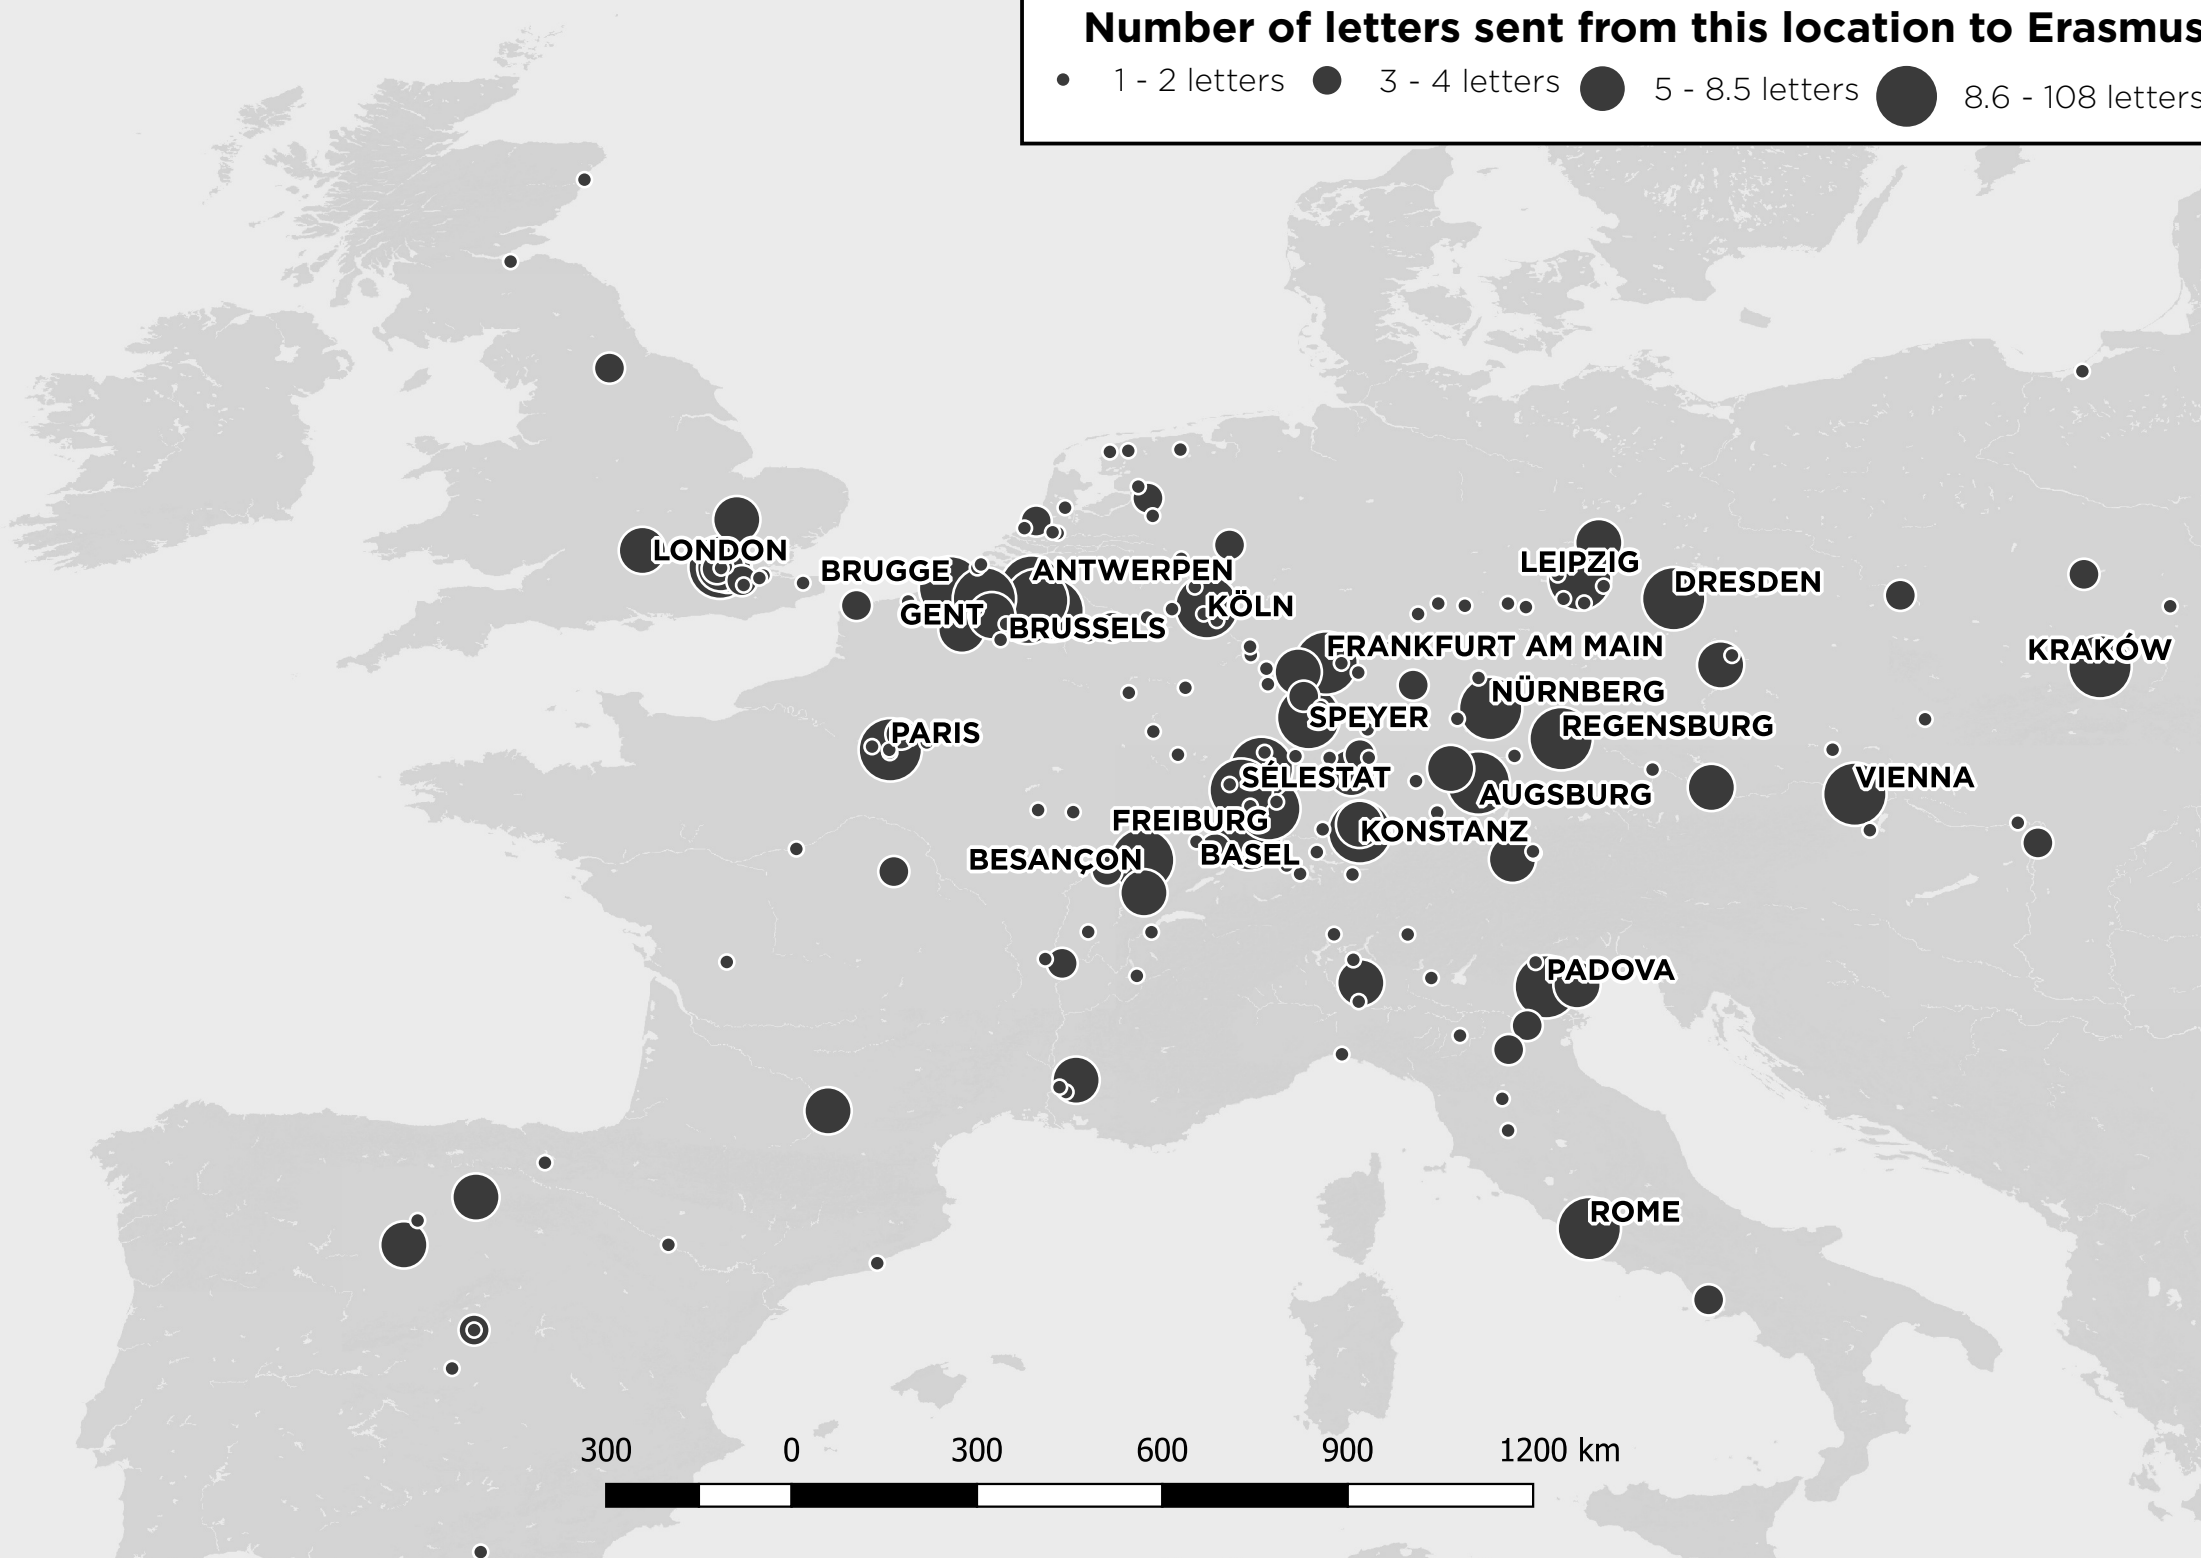 Number of letters sent from this location to Erasmus
1 - 2 letters 3 - 4 letters 5 - 8.5 letters 8.6 - 108 letters
LONDON
BRUGGE
ANTWERPEN
LEIPZIG
DRESDEN
GENT
BRUSSELS
KÖLN
FRANKFURT AM MAIN
KRAKÓW
NÜRNBERG
SPEYER
REGENSBURG
PARIS
SÉLESTAT
AUGSBURG
VIENNA
FREIBURG
KONSTANZ
BESANÇON
BASEL
PADOVA
ROME
300 0 300 600 900 1200 km